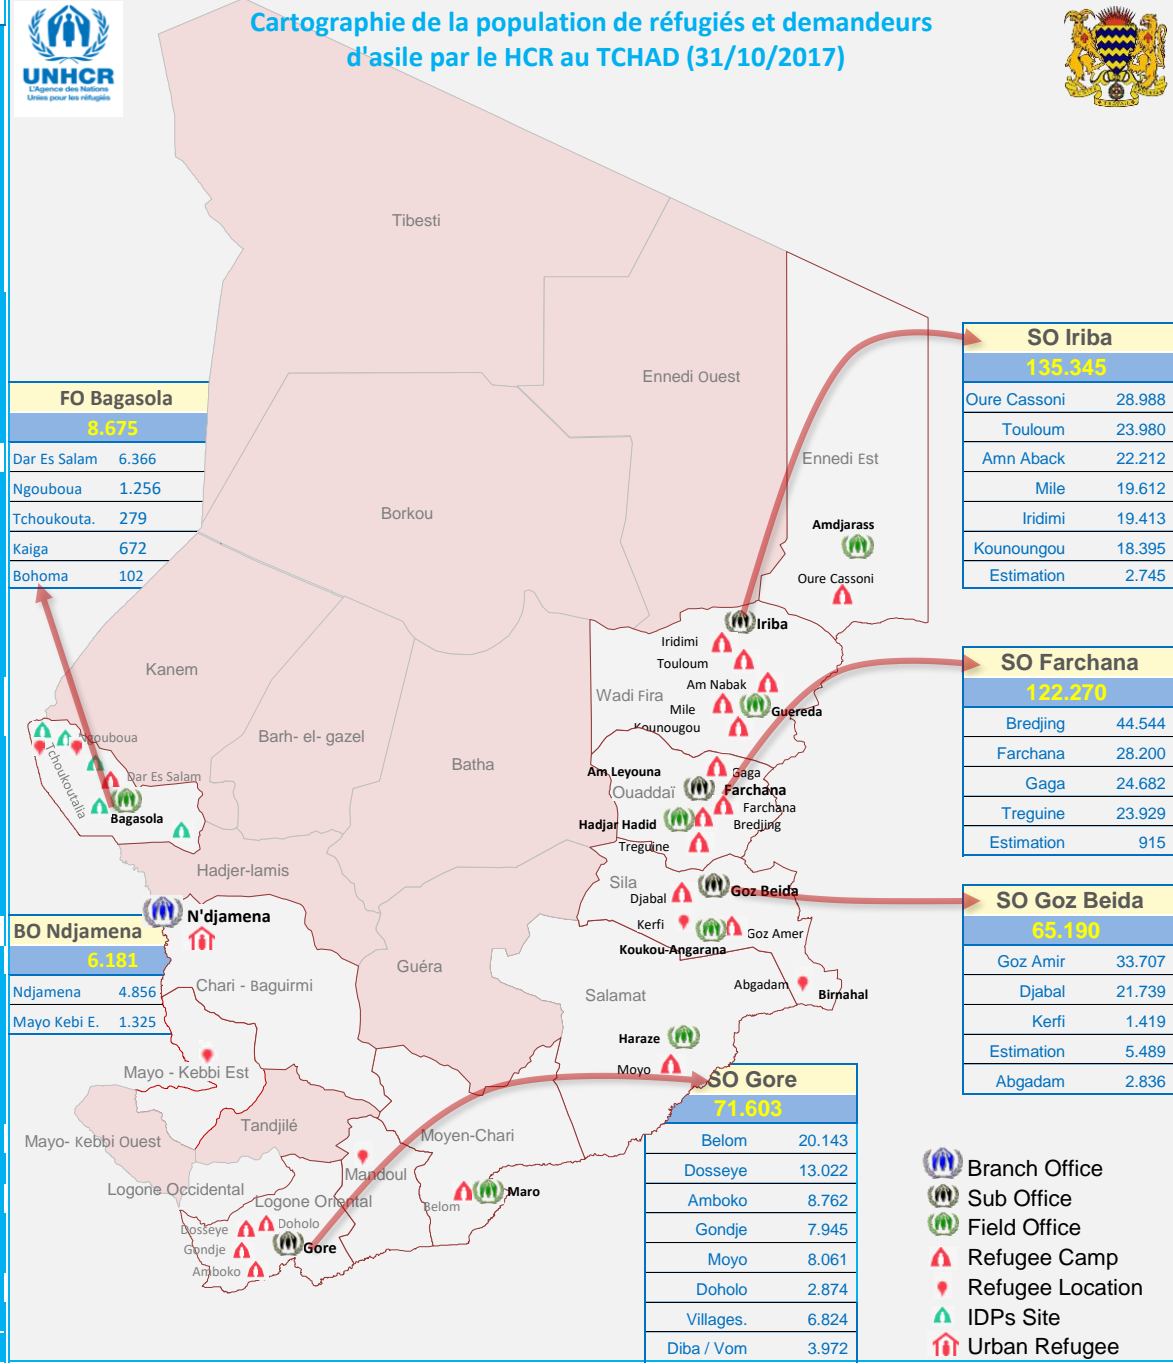 Cartographie de la population de réfugiés et demandeurs
d'asile par le HCR au TCHAD (31/10/2017)
UNHCR
L'Agence des Nations
Unies pour les réfugiés
Tibesti
Ennedi Ouest
Ennedi Est
Borkou
Kanem
Barh- el- gazel
Batha
Wadi Fira
Ouaddaï
Hadjer-lamis
Sila
Guéra
Chari - Baguirmi
Salamat
Mayo - Kebbi Est
Mayo- Kebbi Ouest
Tandjilé
Moyen-Chari
Mandoul
Logone Occidental
Logone Oriental
Amdjarass
Oure Cassoni
Iriba
Iridimi
Touloum
Am Nabak
Mile
Guereda
Kounougou
Am Leyouna
Gaga
Farchana
Farchana
Hadjar Hadid
Bredjing
Treguine
Djabal
Goz Beida
Kerfi
Goz Amer
Koukou-Angarana
Abgadam
Birnahal
Haraze
Moyo
Ngouboua
Tchoukoutalia
Dar Es Salam
Bagasola
N'djamena
Belom
Maro
Dosseye
Doholo
Gondje
Gore
Amboko
FO Bagasola
8.675
Dar Es Salam 6.366
Ngouboua 1.256
Tchoukouta. 279
Kaiga 672
Bohoma 102
BO Ndjamena
6.181
Ndjamena 4.856
Mayo Kebi E. 1.325
SO Iriba
135.345
Oure Cassoni 28.988
Touloum 23.980
Amn Aback 22.212
Mile 19.612
Iridimi 19.413
Kounoungou 18.395
Estimation 2.745
SO Farchana
122.270
Bredjing 44.544
Farchana 28.200
Gaga 24.682
Treguine 23.929
Estimation 915
SO Goz Beida
65.190
Goz Amir 33.707
Djabal 21.739
Kerfi 1.419
Estimation 5.489
Abgadam 2.836
SO Gore
71.603
Belom 20.143
Dosseye 13.022
Amboko 8.762
Gondje 7.945
Moyo 8.061
Doholo 2.874
Villages. 6.824
Diba / Vom 3.972
Branch Office
Sub Office
Field Office
Refugee Camp
Refugee Location
IDPs Site
Urban Refugee